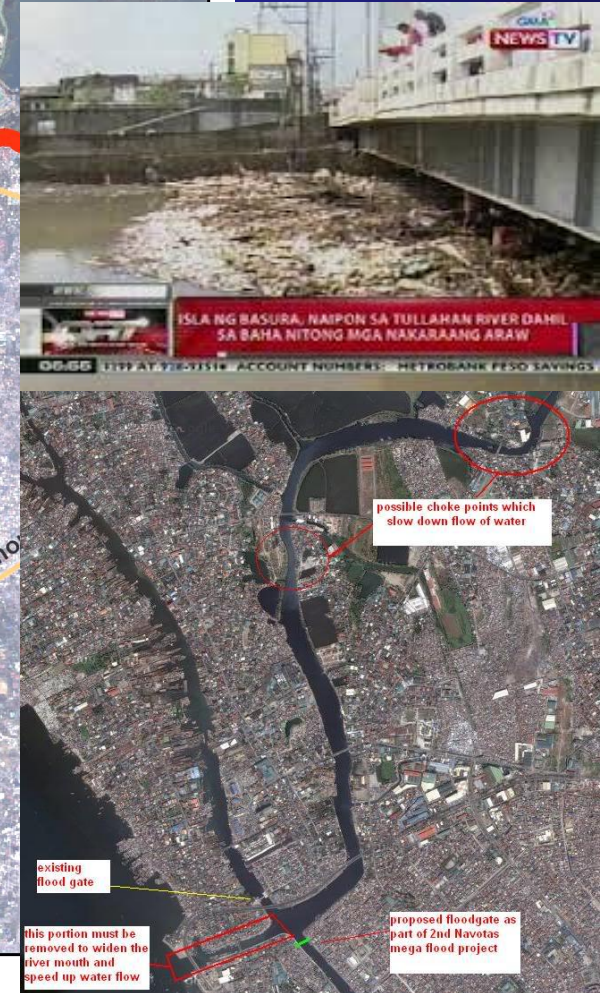 GMA
NEWS TV
ISLA NG BASURA, NAIPON SA TULLAHAN RIVER DAHIL
SA BAHA NITONG MGA NAKARAANG ARAW
ACCOUNT NUMBERS: METROBANK PESO SAVINGS
possible choke points which
slow down flow of water
existing
flood gate
this portion must be
removed to widen the
river mouth and
speed up water flow
proposed floodgate as
part of 2nd Navotas
mega flood project